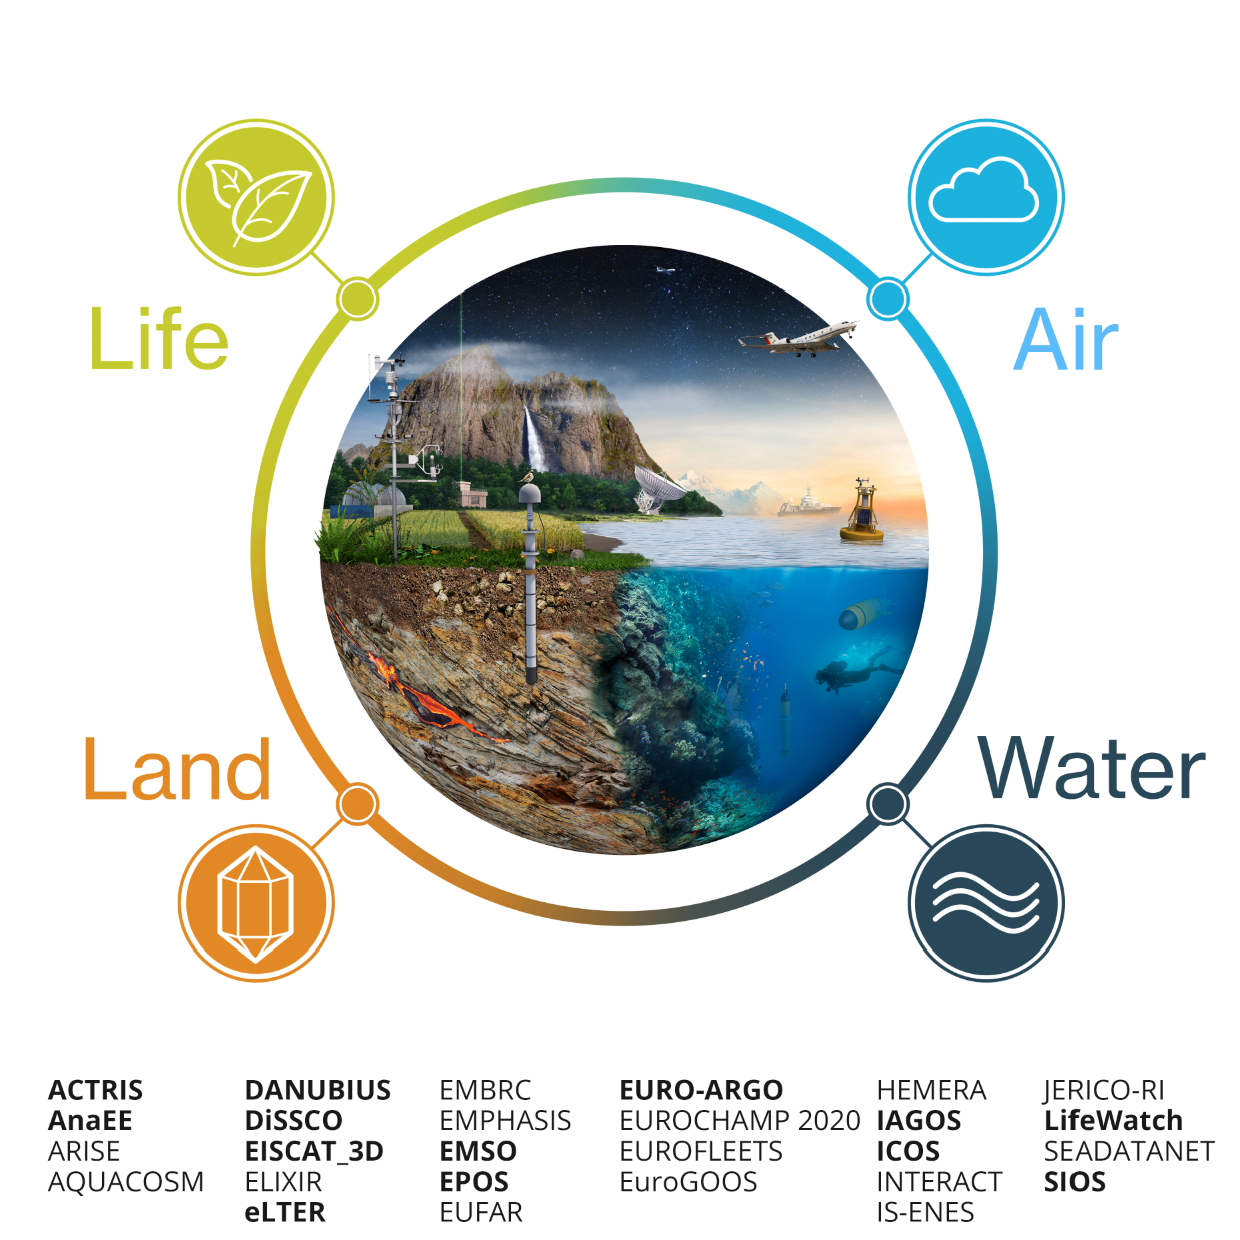 Life
Air
Land
Water
ACTRIS
AnaEE
ARISE
AQUACOSM
DANUBIUS
DiSSCO
EISCAT_3D
ELIXIR
eLTER
EMBRC
EMPHASIS
EMSO
EPOS
EUFAR
EURO-ARGO
EUROCHAMP 2020
EUROFLEETS
EuroGOOS
HEMERA
IAGOS
ICOS
INTERACT
IS-ENES
JERICO-RI
LifeWatch
SEADATANET
SIOS